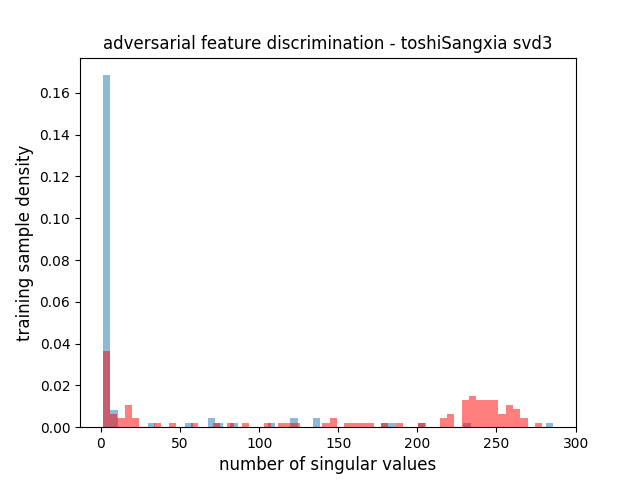 adversarial feature discrimination - toshiSangxia svd3
0.16
0.14
0.12
0.10
0.08
0.06
0.04
0.02
0.00
training sample density
0 50 100 150 200 250 300
number of singular values